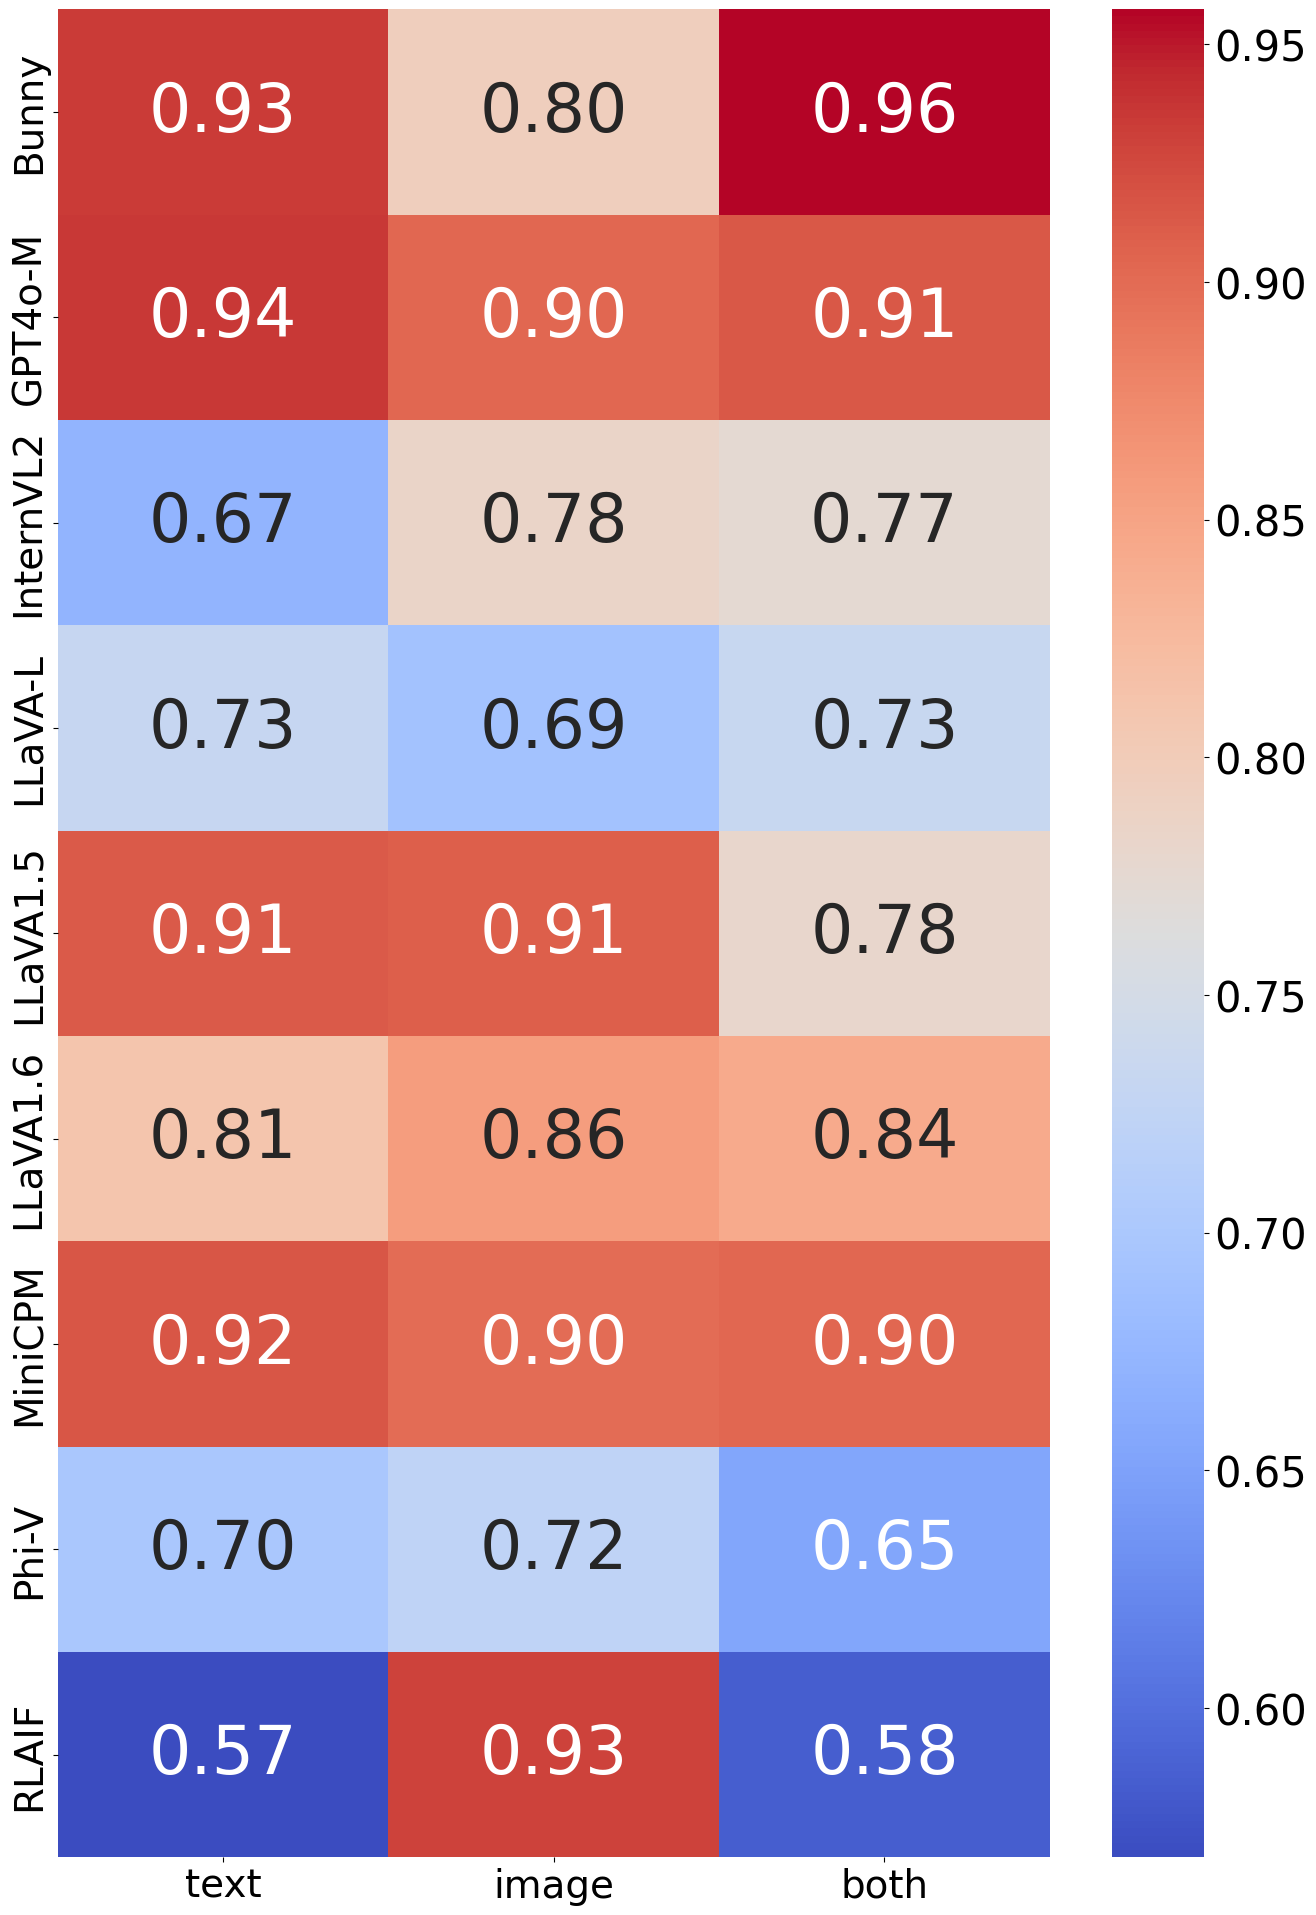 Bunny 0.93 0.80 0.96
GPT4o-M 0.94 0.90 0.91
InternVL2 0.67 0.78 0.77
LLaVA-L 0.73 0.69 0.73
LLaVA1.5 0.91 0.91 0.78
LLaVA1.6 0.81 0.86 0.84
MiniCPM 0.92 0.90 0.90
Phi-V 0.70 0.72 0.65
RLAIF 0.57 0.93 0.58
text image both
0.95
0.90
0.85
0.80
0.75
0.70
0.65
0.60